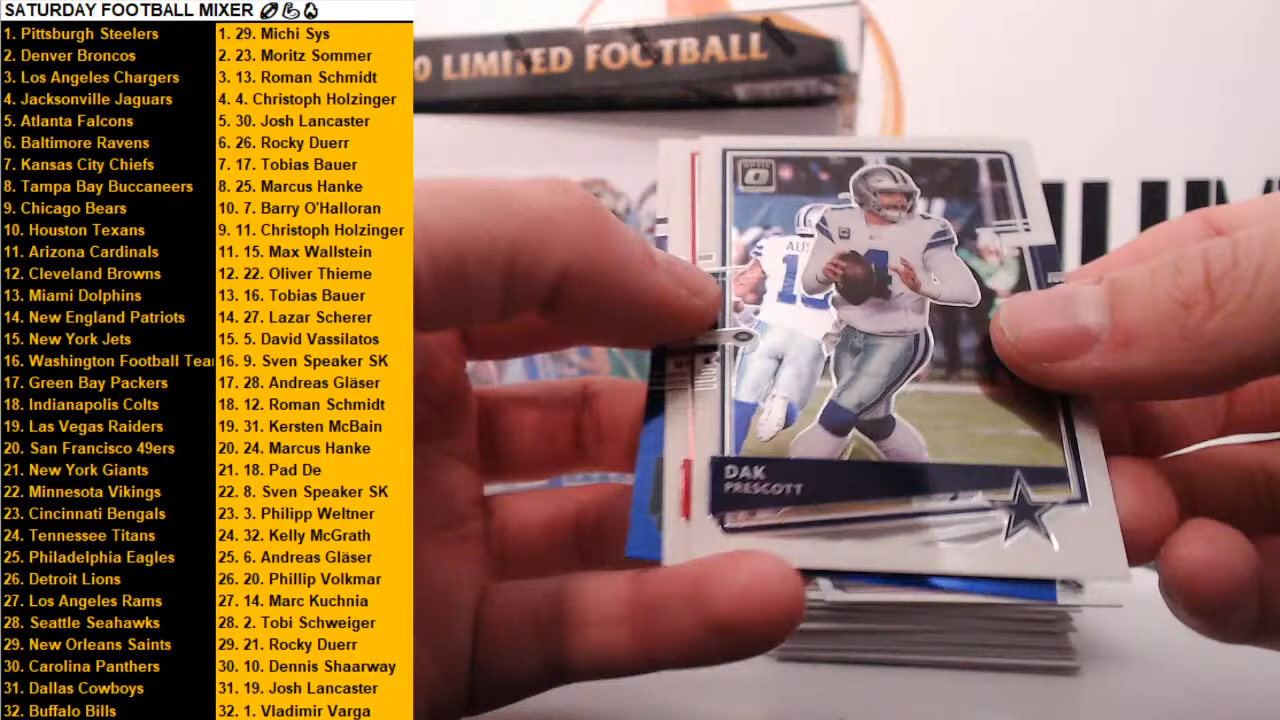 SATURDAY FOOTBALL MIXER 🏈💪🔥
1. Pittsburgh Steelers
2. Denver Broncos
3. Los Angeles Chargers
4. Jacksonville Jaguars
5. Atlanta Falcons
6. Baltimore Ravens
7. Kansas City Chiefs
8. Tampa Bay Buccaneers
9. Chicago Bears
10. Houston Texans
11. Arizona Cardinals
12. Cleveland Browns
13. Miami Dolphins
14. New England Patriots
15. New York Jets
16. Washington Football Tea
17. Green Bay Packers
18. Indianapolis Colts
19. Las Vegas Raiders
20. San Francisco 49ers
21. New York Giants
22. Minnesota Vikings
23. Cincinnati Bengals
24. Tennessee Titans
25. Philadelphia Eagles
26. Detroit Lions
27. Los Angeles Rams
28. Seattle Seahawks
29. New Orleans Saints
30. Carolina Panthers
31. Dallas Cowboys
32. Buffalo Bills
1. 29. Michi Sys
2. 23. Moritz Sommer
3. 13. Roman Schmidt
4. 4. Christoph Holzinger
5. 30. Josh Lancaster
6. 26. Rocky Duerr
7. 17. Tobias Bauer
8. 25. Marcus Hanke
10. 7. Barry O'Halloran
9. 11. Christoph Holzinger
11. 15. Max Wallstein
12. 22. Oliver Thieme
13. 16. Tobias Bauer
14. 27. Lazar Scherer
15. 5. David Vassilatos
16. 9. Sven Speaker SK
17. 28. Andreas Gläser
18. 12. Roman Schmidt
19. 31. Kersten McBain
20. 24. Marcus Hanke
21. 18. Pad De
22. 8. Sven Speaker SK
23. 3. Philipp Weltner
24. 32. Kelly McGrath
25. 6. Andreas Gläser
26. 20. Phillip Volkmar
27. 14. Marc Kuchnia
28. 2. Tobi Schweiger
29. 21. Rocky Duerr
30. 10. Dennis Shaarway
31. 19. Josh Lancaster
32. 1. Vladimir Varga
0 LIMITED FOOTBALL
DAK
PRESCOTT